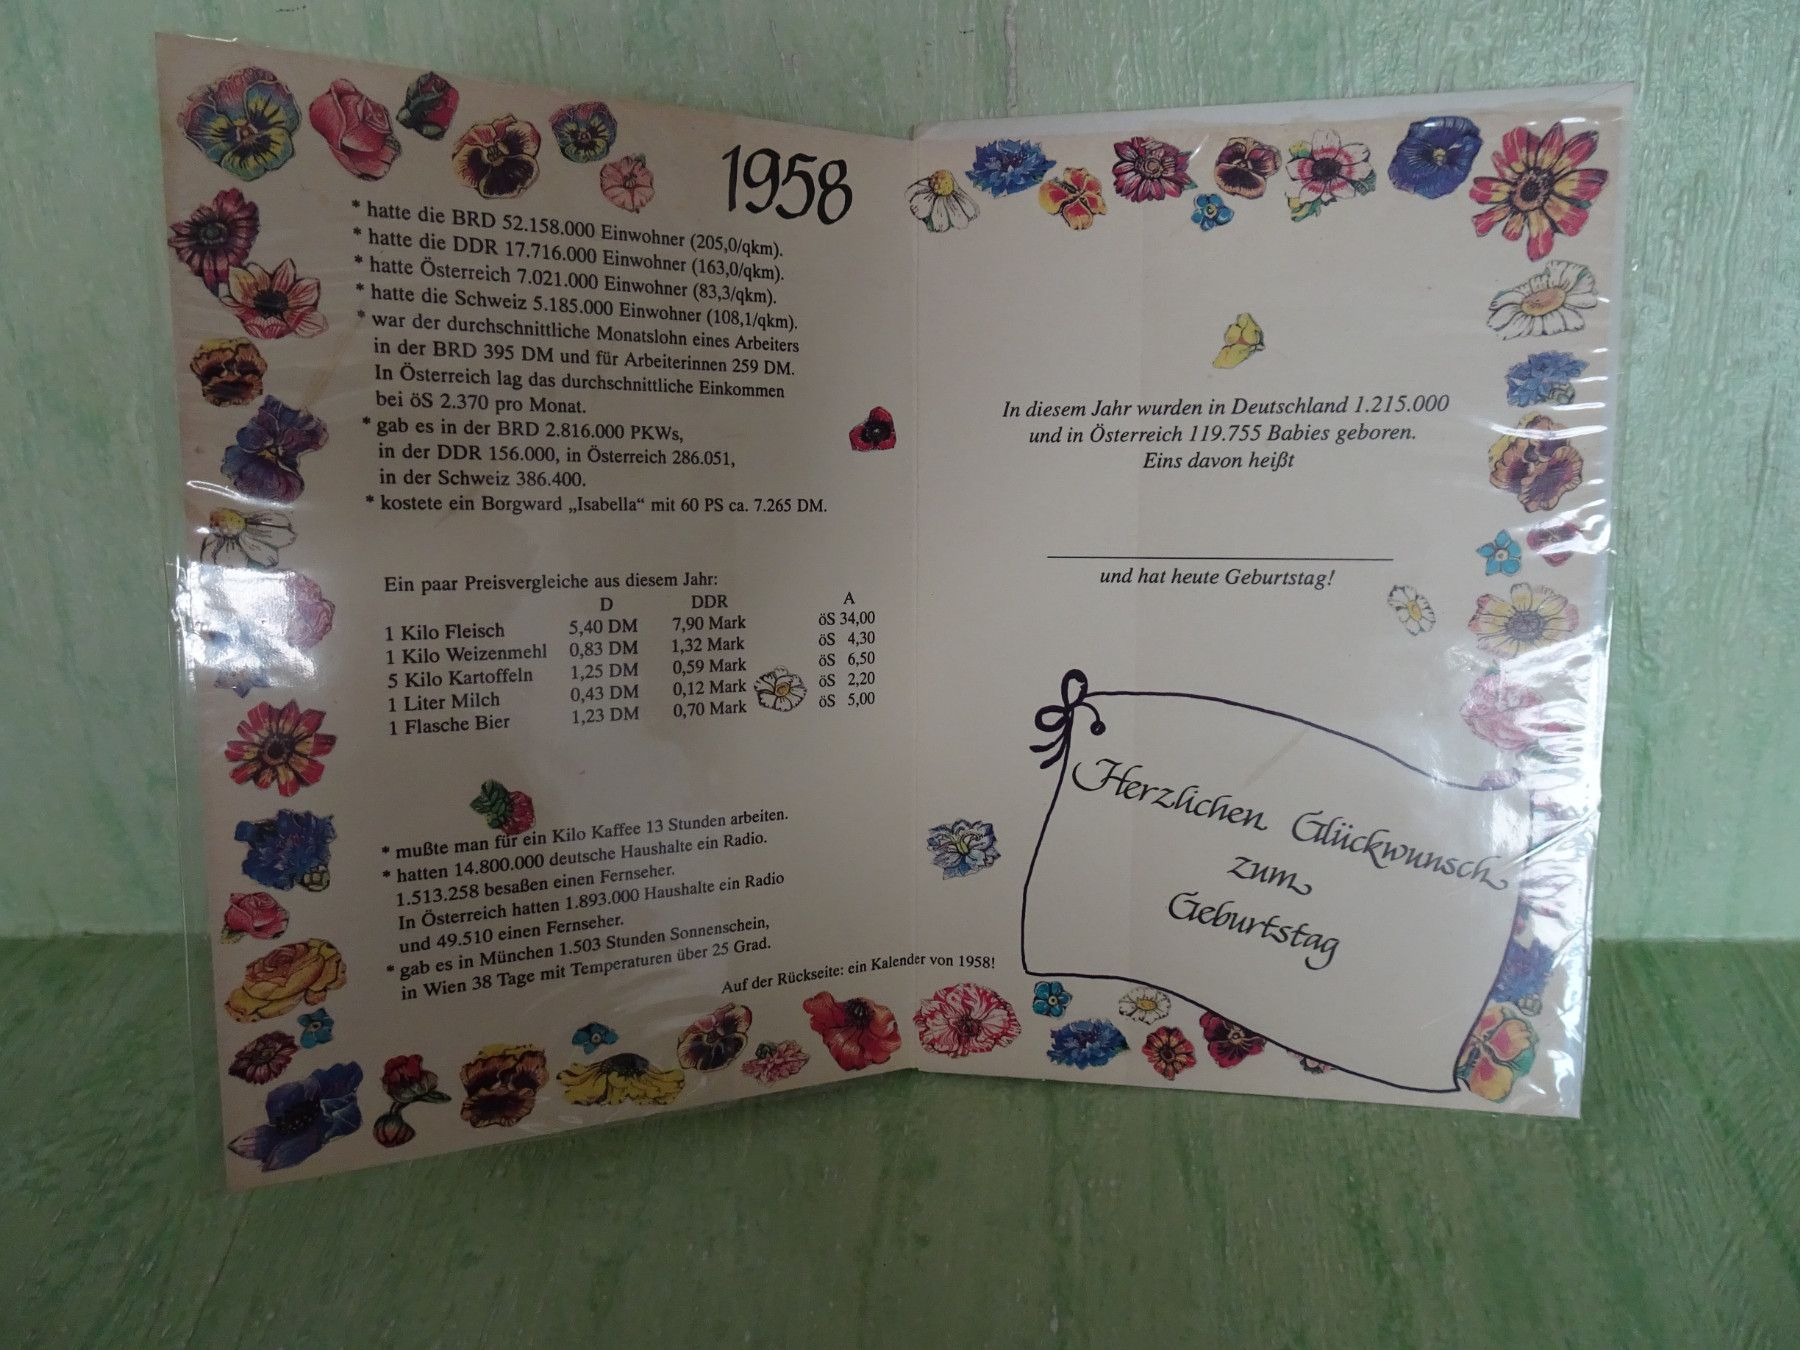 1958
* hatte die BRD 52.158.000 Einwohner (205,0/qkm).
* hatte die DDR 17.716.000 Einwohner (163,0/qkm).
* hatte Österreich 7.021.000 Einwohner (83,3/qkm).
* hatte die Schweiz 5.185.000 Einwohner (108,1/qkm).
* war der durchschnittliche Monatslohn eines Arbeiters
in der BRD 395 DM und für Arbeiterinnen 259 DM.
In Österreich lag das durchschnittliche Einkommen
bei öS 2.370 pro Monat.
* gab es in der BRD 2.816.000 PKWs,
in der DDR 156.000, in Österreich 286.051,
in der Schweiz 386.400.
* kostete ein Borgward „Isabella“ mit 60 PS ca. 7.265 DM.
Ein paar Preisvergleiche aus diesem Jahr:
D DDR A
1 Kilo Fleisch 5,40 DM 7,90 Mark öS 34,00
1 Kilo Weizenmehl 0,83 DM 1,32 Mark öS 4,30
5 Kilo Kartoffeln 1,25 DM 0,59 Mark öS 6,50
1 Liter Milch 0,43 DM 0,12 Mark öS 2,20
1 Flasche Bier 1,23 DM 0,70 Mark öS 5,00
* mußte man für ein Kilo Kaffee 13 Stunden arbeiten.
* hatten 14.800.000 deutsche Haushalte ein Radio.
1.513.258 besaßen einen Fernseher.
In Österreich hatten 1.893.000 Haushalte ein Radio
und 49.510 einen Fernseher.
* gab es in München 1.503 Stunden Sonnenschein,
in Wien 38 Tage mit Temperaturen über 25 Grad.
Auf der Rückseite: ein Kalender von 1958!
In diesem Jahr wurden in Deutschland 1.215.000
und in Österreich 119.755 Babies geboren.
Eins davon heißt
und hat heute Geburtstag!
Herzlichen Glückwunsch
zum
Geburtstag